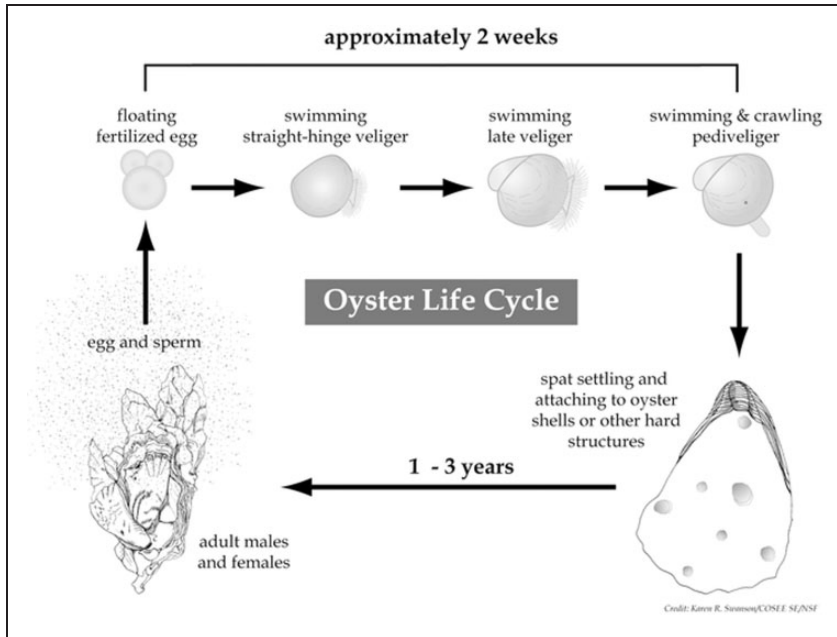 approximately 2 weeks
floating
fertilized egg
swimming
straight-hinge veliger
swimming
late veliger
swimming & crawling
pediveliger
Oyster Life Cycle
egg and sperm
spat settling and
attaching to oyster
shells or other hard
structures
1 - 3 years
adult males
and females
Credit: Karen R. Swanson/COSEE SE/NSF